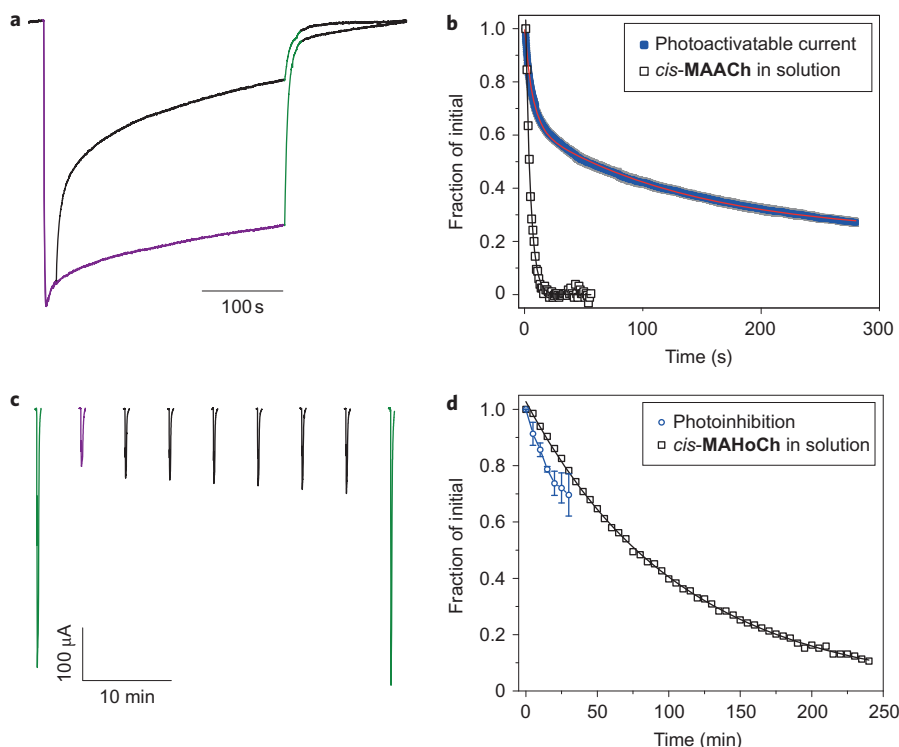 a
100 s
b
Fraction of initial
1.0
0.8
0.6
0.4
0.2
0
Photoactivatable current
cis-MAACh in solution
0
100
200
300
Time (s)
c
100 μA
10 min
d
Fraction of initial
1.0
0.8
0.6
0.4
0.2
0
Photoinhibition
cis-MAHoCh in solution
0
50
100
150
200
250
Time (min)